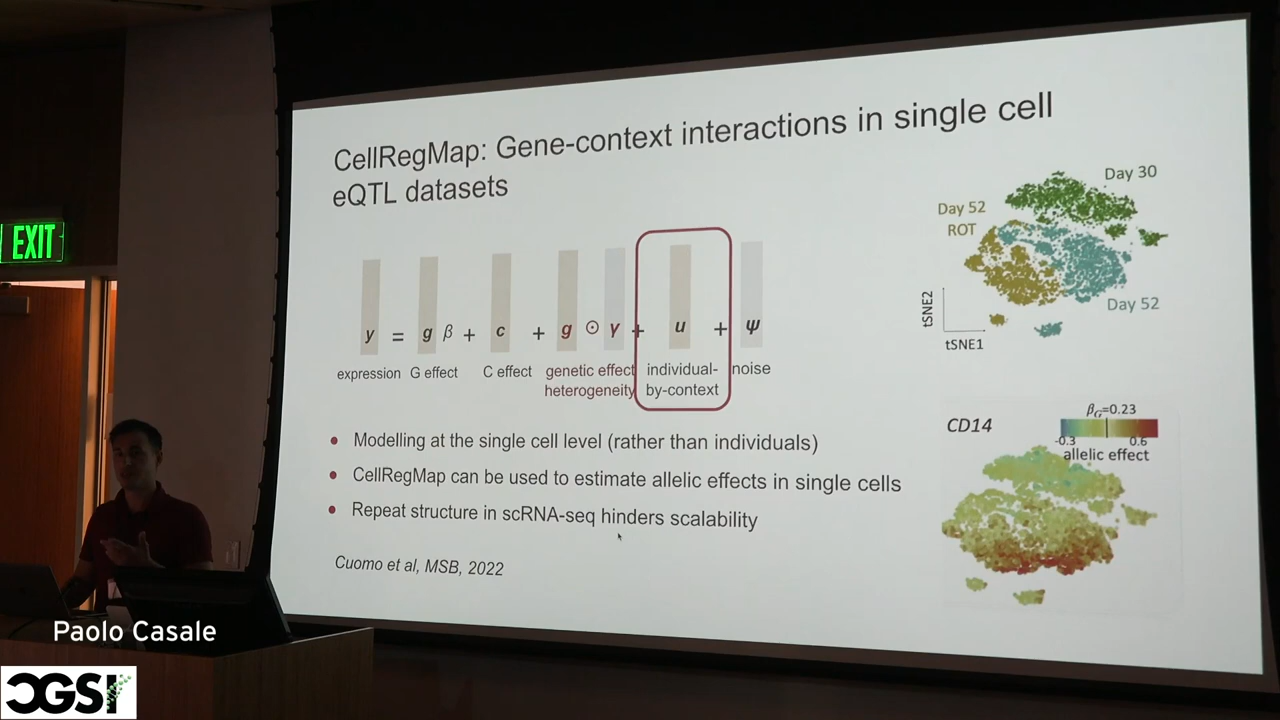 CellRegMap: Gene-context interactions in single cell
eQTL datasets
y = g β + c + g ⊙ γ + u + ψ
expression G effect C effect genetic effect heterogeneity individual-by-context noise
Modelling at the single cell level (rather than individuals)
CellRegMap can be used to estimate allelic effects in single cells
Repeat structure in scRNA-seq hinders scalability
Cuomo et al, MSB, 2022
Day 30
Day 52
ROT
Day 52
tSNE2
tSNE1
CD14
βG=0.23
-0.3 0.6
allelic effect
EXIT
Paolo Casale
CGSI